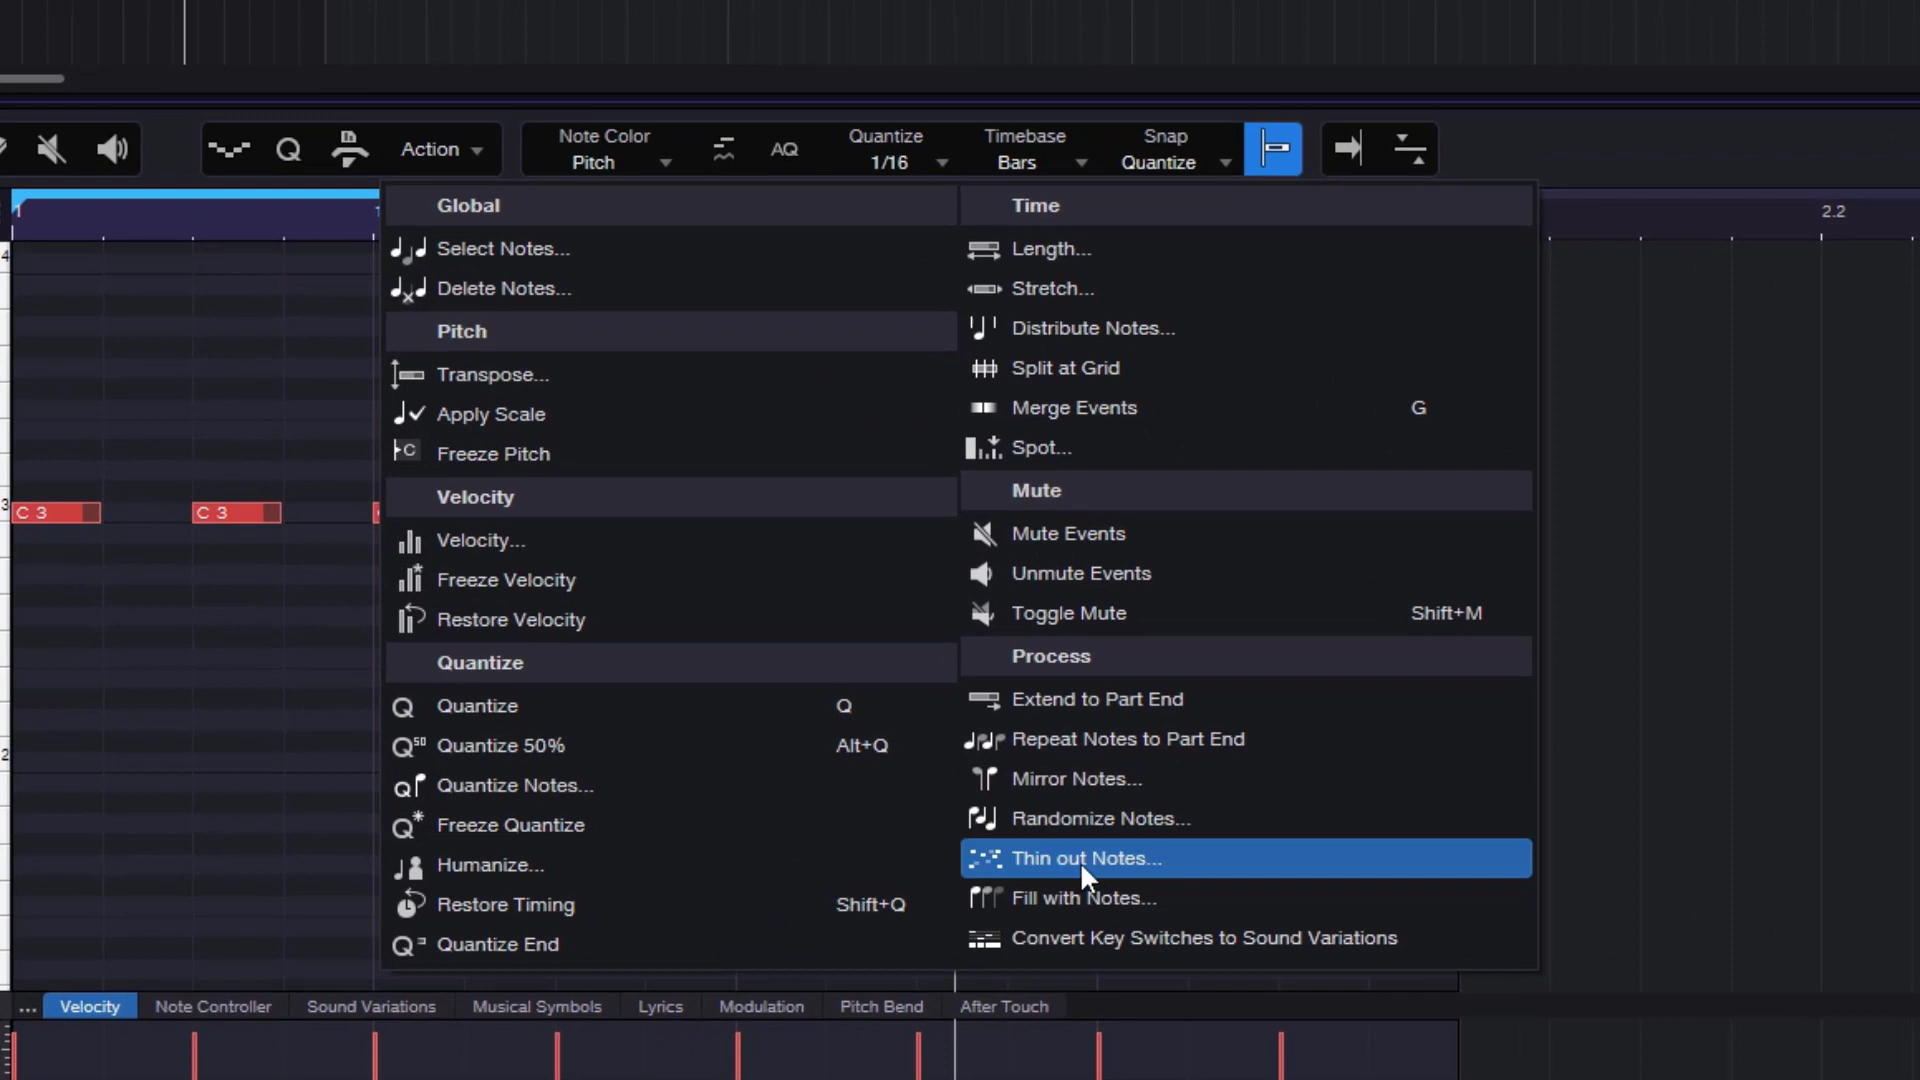 Action
Note Color
Pitch
AQ
Quantize
1/16
Timebase
Bars
Snap
Quantize
1
2.2
Global
Select Notes...
Delete Notes...
Pitch
Transpose...
Apply Scale
Freeze Pitch
Velocity
Velocity...
Freeze Velocity
Restore Velocity
Quantize
Quantize Q
Quantize 50% Alt+Q
Quantize Notes...
Freeze Quantize
Humanize...
Restore Timing Shift+Q
Quantize End
Time
Length...
Stretch...
Distribute Notes...
Split at Grid
Merge Events G
Spot...
Mute
Mute Events
Unmute Events
Toggle Mute Shift+M
Process
Extend to Part End
Repeat Notes to Part End
Mirror Notes...
Randomize Notes...
Thin out Notes...
Fill with Notes...
Convert Key Switches to Sound Variations
4
3
C 3
C 3
2
... Velocity Note Controller Sound Variations Musical Symbols Lyrics Modulation Pitch Bend After Touch